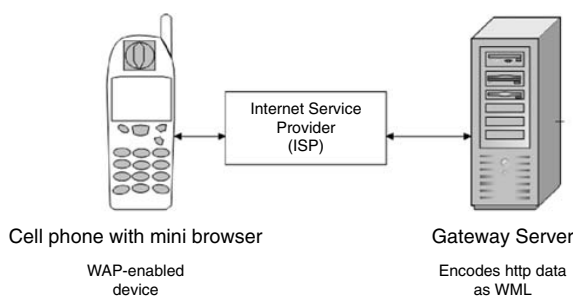 Internet Service
Provider
(ISP)
Cell phone with mini browser
WAP-enabled
device
Gateway Server
Encodes http data
as WML